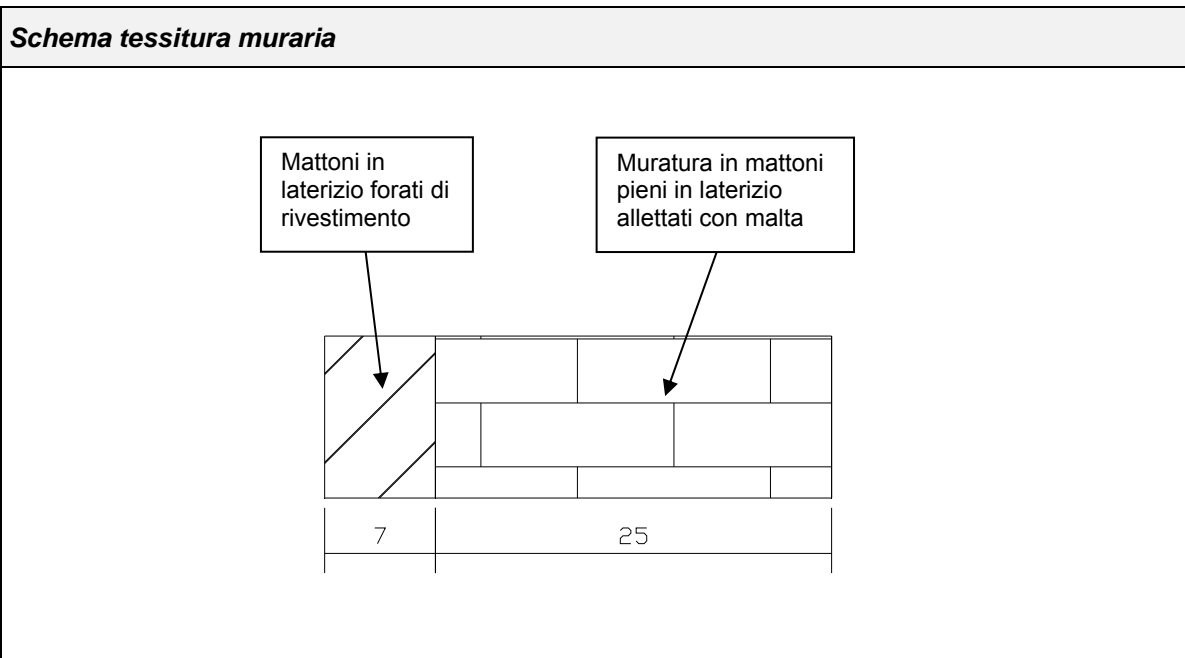 Schema tessitura muraria
Mattoni in
laterizio forati di
rivestimento
Muratura in mattoni
pieni in laterizio
allettati con malta
7
25